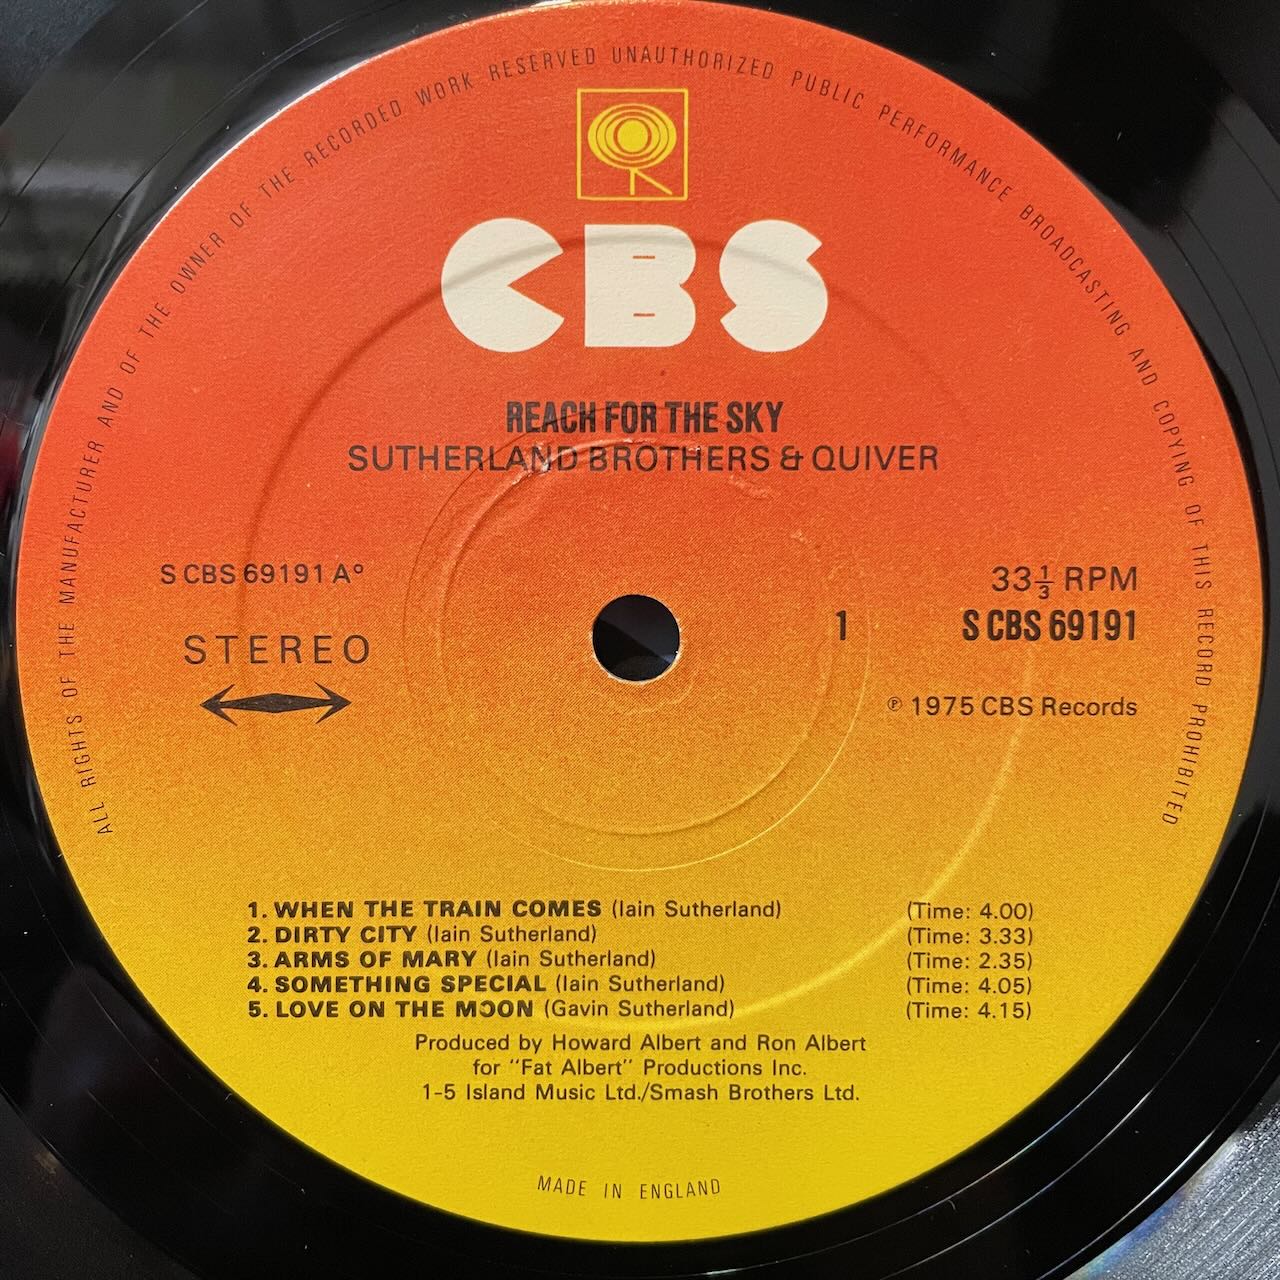 ALL RIGHTS OF THE MANUFACTURER AND OF THE OWNER OF THE RECORDED WORK RESERVED UNAUTHORIZED PUBLIC PERFORMANCE BROADCASTING AND COPYING OF THIS RECORD PROHIBITED
CBS
REACH FOR THE SKY
SUTHERLAND BROTHERS & QUIVER
S CBS 69191 A°
33 1/3 RPM
STEREO
1
S CBS 69191
℗ 1975 CBS Records
1. WHEN THE TRAIN COMES (Iain Sutherland) (Time: 4.00)
2. DIRTY CITY (Iain Sutherland) (Time: 3.33)
3. ARMS OF MARY (Iain Sutherland) (Time: 2.35)
4. SOMETHING SPECIAL (Iain Sutherland) (Time: 4.05)
5. LOVE ON THE MOON (Gavin Sutherland) (Time: 4.15)
Produced by Howard Albert and Ron Albert
for "Fat Albert" Productions Inc.
1-5 Island Music Ltd./Smash Brothers Ltd.
MADE IN ENGLAND